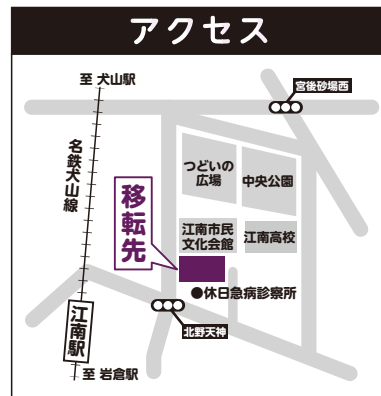 アクセス
至 犬山駅
宮後砂場西
名鉄犬山線
つどいの
広場
中央公園
移転先
江南市民
文化会館
江南高校
●休日急病診察所
江南駅
北野天神
至 岩倉駅